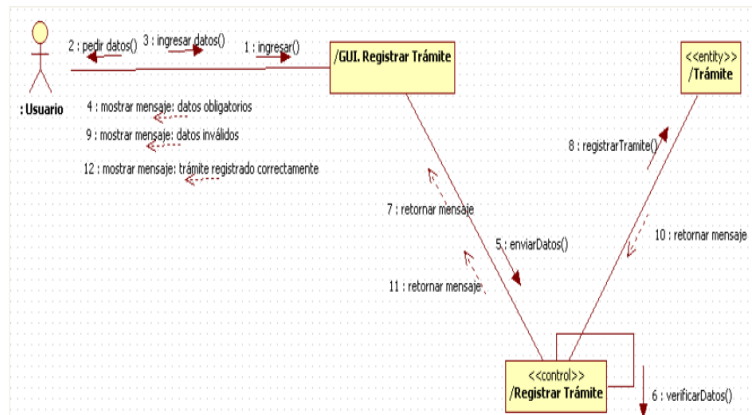 2 : pedir datos()
3 : ingresar datos()
1 : ingresar()
/GUI. Registrar Trámite
<<entity>>
/Trámite
: Usuario
4 : mostrar mensaje: datos obligatorios
9 : mostrar mensaje: datos inválidos
12 : mostrar mensaje: trámite registrado correctamente
8 : registrarTramite()
7 : retornar mensaje
5 : enviarDatos()
10 : retornar mensaje
11 : retornar mensaje
<<control>>
/Registrar Trámite
6 : verificarDatos()